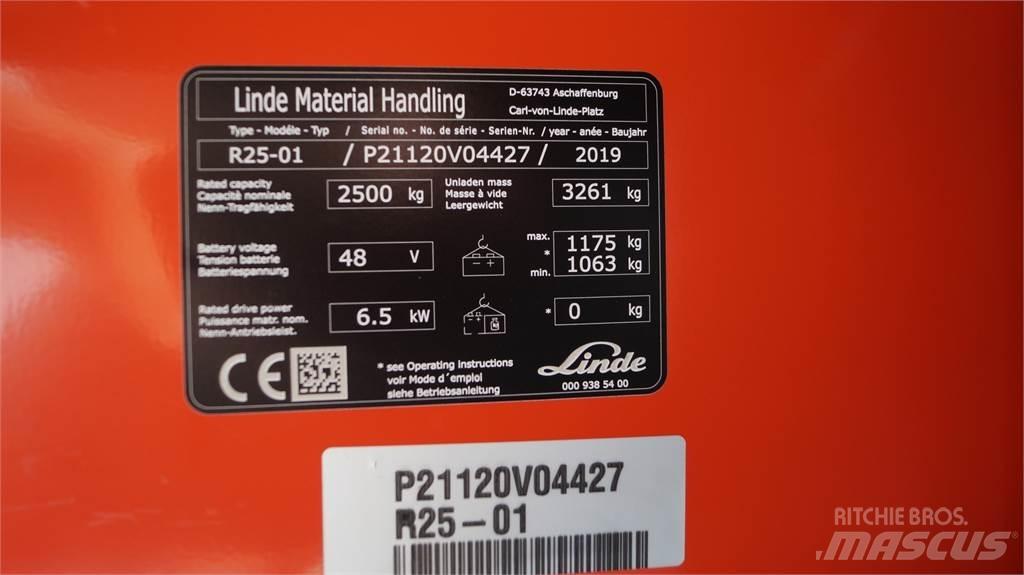 Linde Material Handling
D-63743 Aschaffenburg
Carl-von-Linde-Platz
Type - Modéle - Typ / Serial no. - No. de série - Serien-Nr. / year - anée - Baujahr
R25-01 / P21120V04427 / 2019
Rated capacity
Capacité nominale
Nenn-Tragfähigkeit
2500 kg
Unladen mass
Masse à vide
Leergewicht
3261 kg
Battery voltage
Tension batterie
Batteriespannung
48 V
- +
max. 1175 kg
*
min. 1063 kg
Rated drive power
Puissance matr. nom.
Nenn-Antriebsleist.
6.5 kW
- +
kg
* 0 kg
CE
* see Operating instructions
voir Mode d´emploi
siehe Betriebsanleitung
Linde
000 938 54 00
P21120V04427
R25-01
RITCHIE BROS.
MASCUS